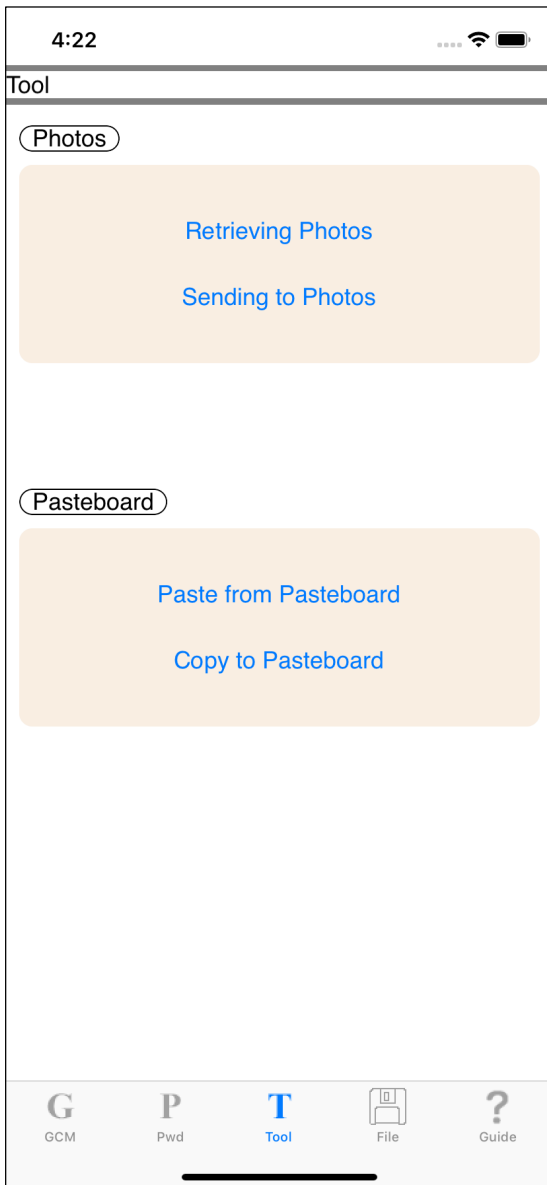 4:22
Tool
Photos
Retrieving Photos
Sending to Photos
Pasteboard
Paste from Pasteboard
Copy to Pasteboard
G P T ?
GCM Pwd Tool File Guide